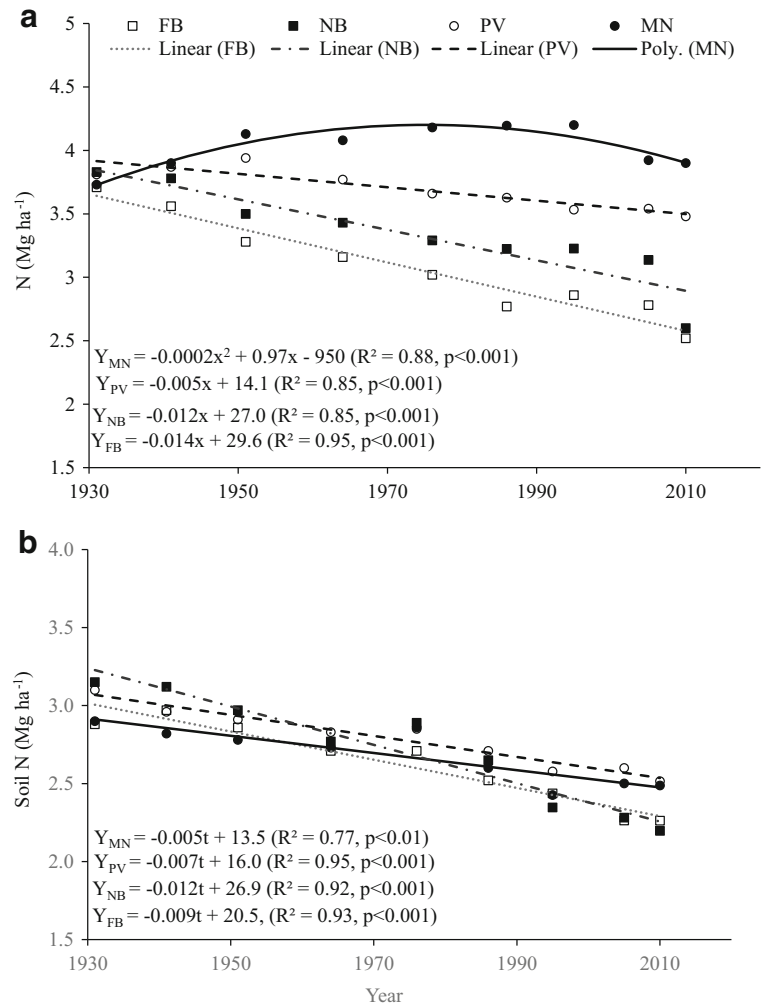 a
FB NB PV MN
Linear (FB) Linear (NB) Linear (PV) Poly. (MN)
5
4.5
4
3.5
3
2.5
2
1.5
N (Mg ha⁻¹)
Y_MN = -0.0002x² + 0.97x - 950 (R² = 0.88, p<0.001)
Y_PV = -0.005x + 14.1 (R² = 0.85, p<0.001)
Y_NB = -0.012x + 27.0 (R² = 0.85, p<0.001)
Y_FB = -0.014x + 29.6 (R² = 0.95, p<0.001)
1930 1950 1970 1990 2010
b
4.0
3.5
3.0
2.5
2.0
1.5
Soil N (Mg ha⁻¹)
Y_MN = -0.005t + 13.5 (R² = 0.77, p<0.01)
Y_PV = -0.007t + 16.0 (R² = 0.95, p<0.001)
Y_NB = -0.012t + 26.9 (R² = 0.92, p<0.001)
Y_FB = -0.009t + 20.5, (R² = 0.93, p<0.001)
1930 1950 1970 1990 2010
Year